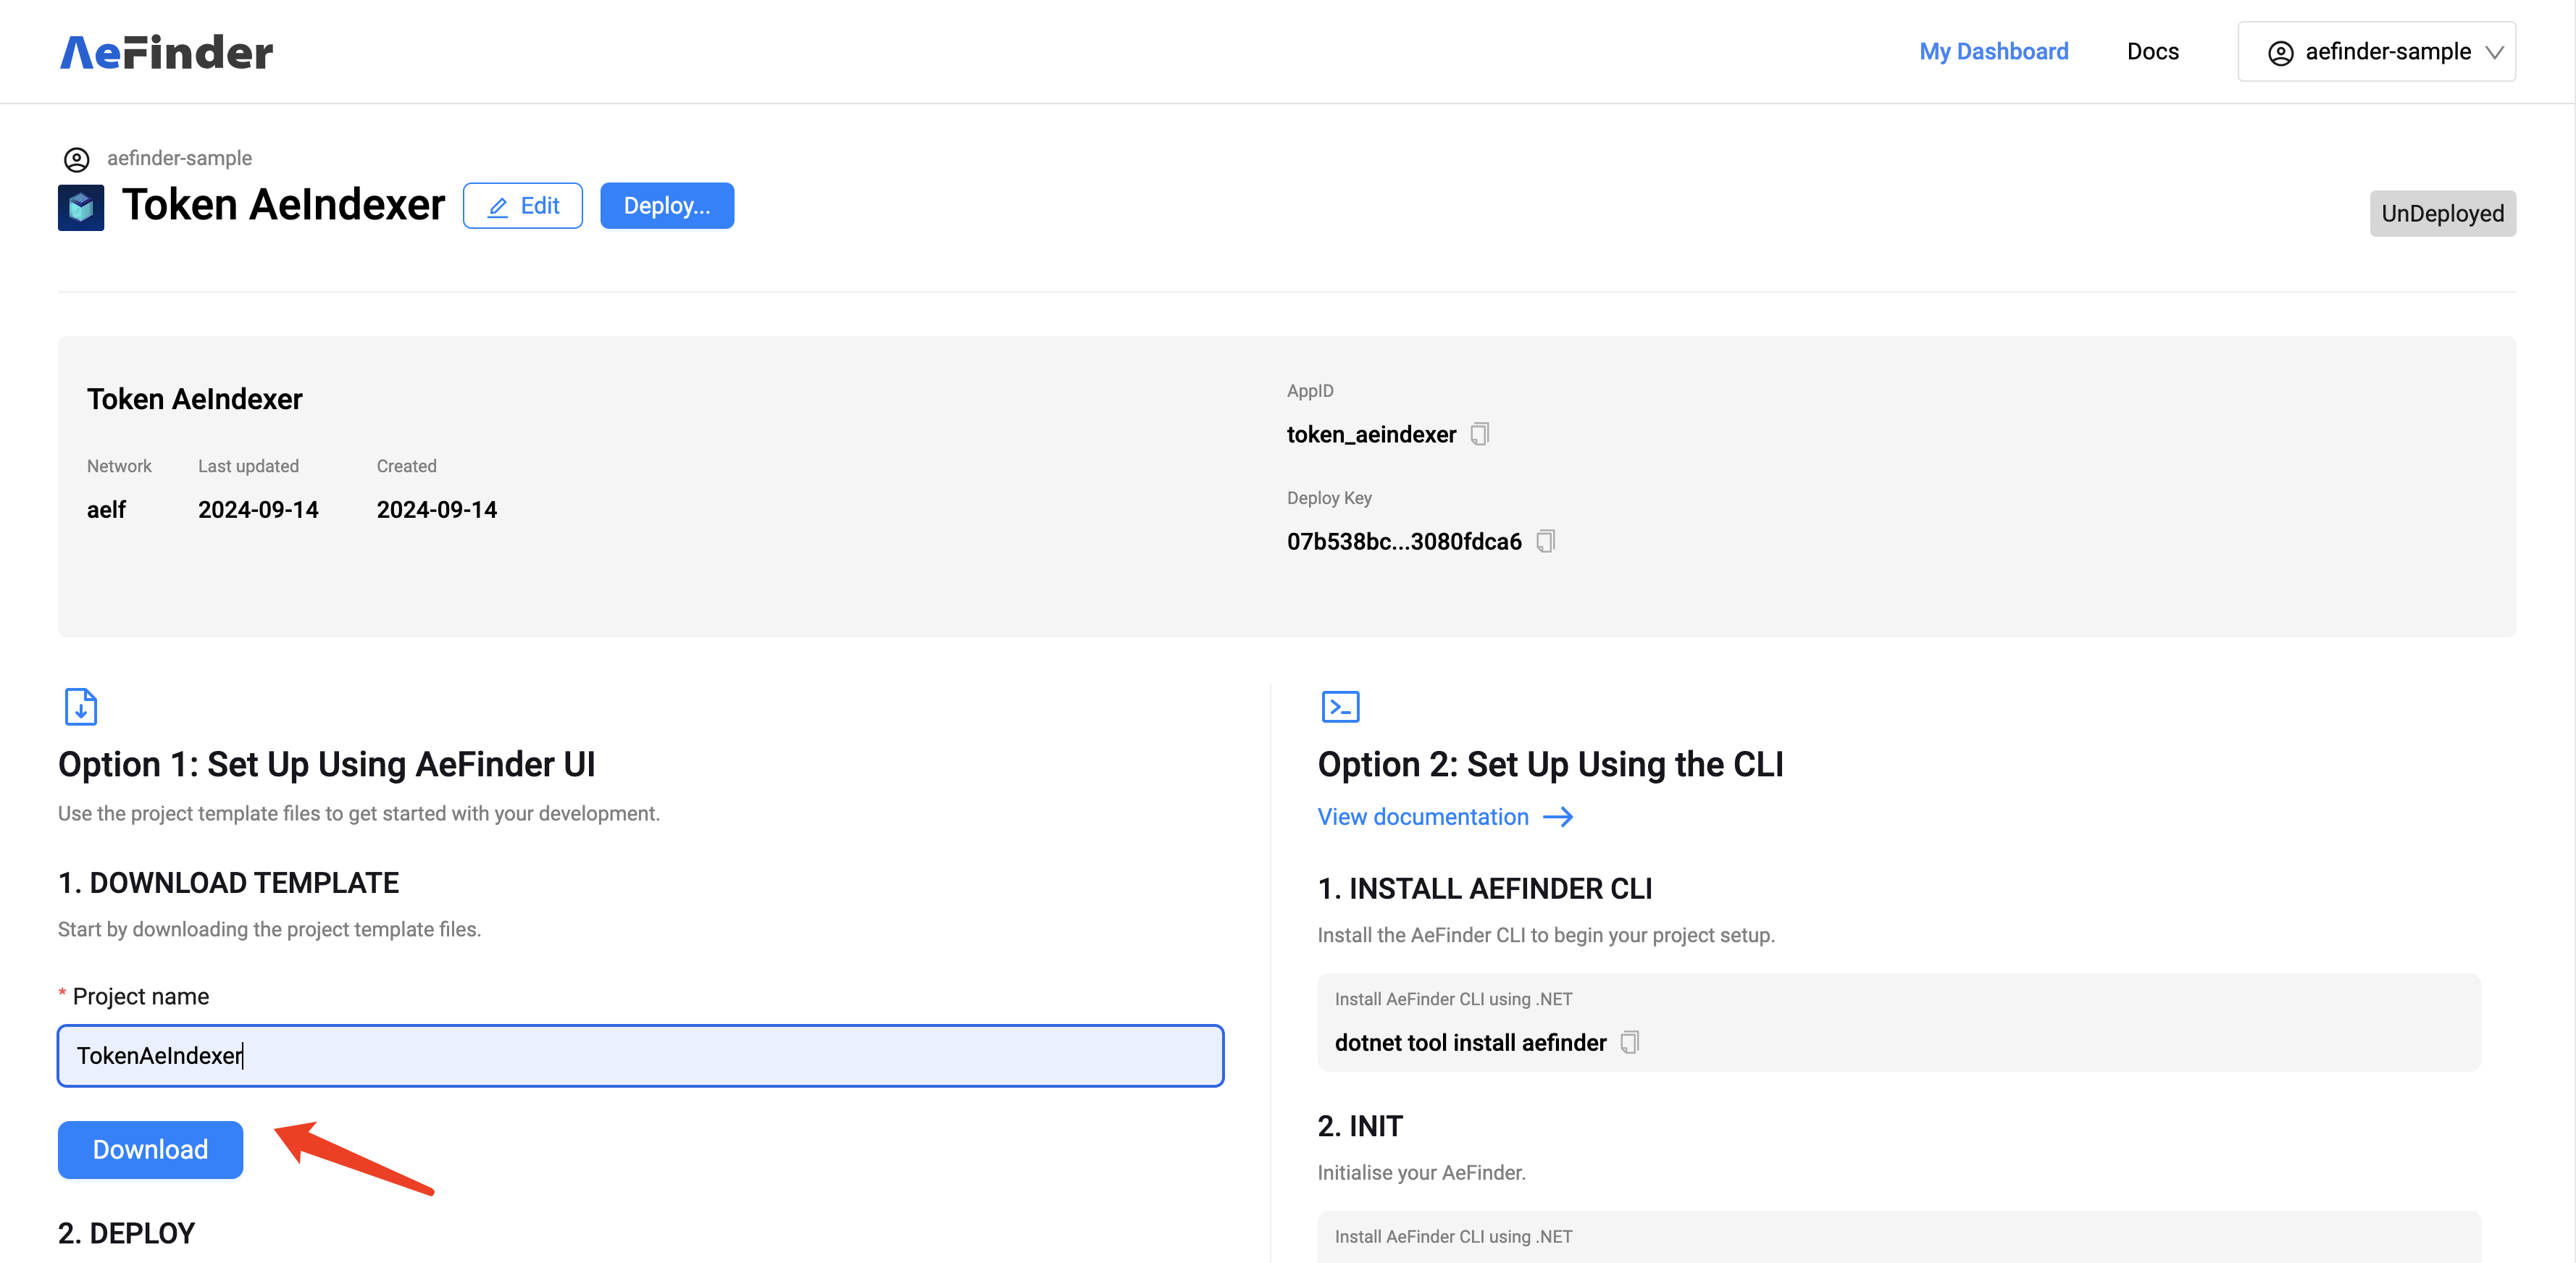 AeFinder
My Dashboard
Docs
aefinder-sample
aefinder-sample
Token AeIndexer
Edit
Deploy...
UnDeployed
Token AeIndexer
Network
Last updated
Created
aelf
2024-09-14
2024-09-14
AppID
token_aeindexer
Deploy Key
07b538bc...3080fdca6
Option 1: Set Up Using AeFinder UI
Use the project template files to get started with your development.
1. DOWNLOAD TEMPLATE
Start by downloading the project template files.
* Project name
TokenAeIndexer
Download
2. DEPLOY
Option 2: Set Up Using the CLI
View documentation
1. INSTALL AEFINDER CLI
Install the AeFinder CLI to begin your project setup.
Install AeFinder CLI using .NET
dotnet tool install aefinder
2. INIT
Initialise your AeFinder.
Install AeFinder CLI using .NET